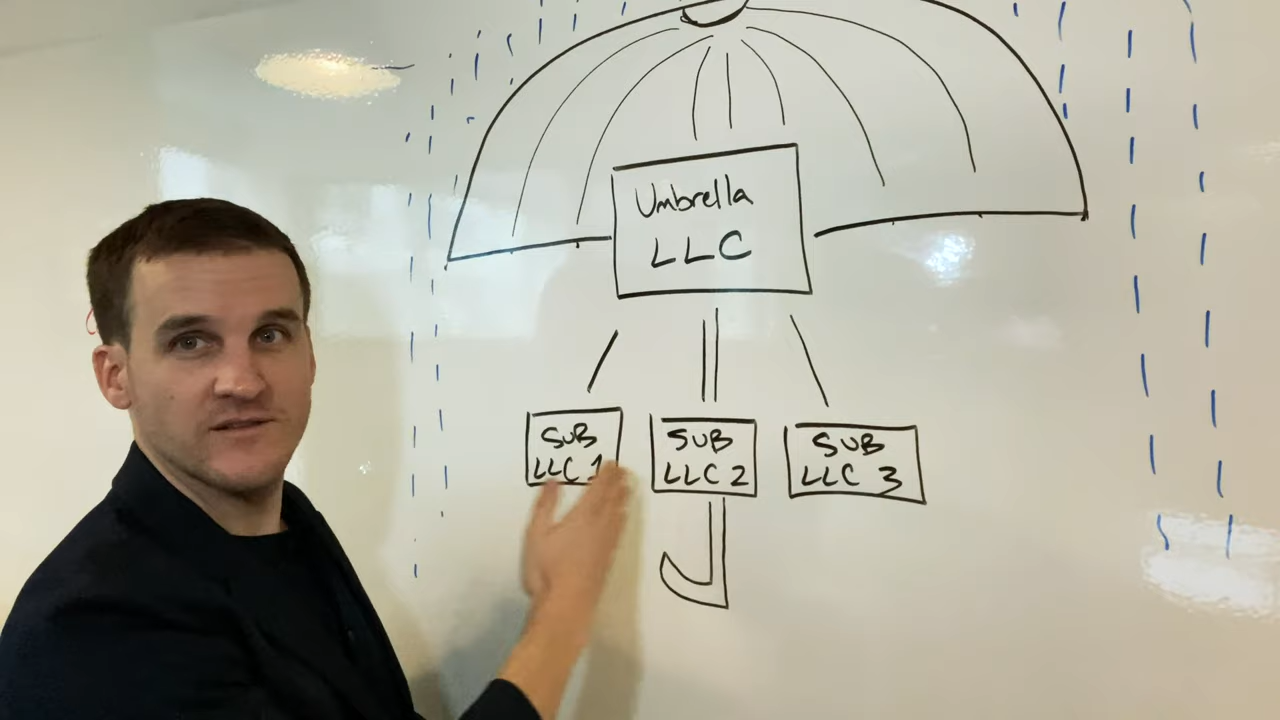 Umbrella
LLC
SUB
LLC 1
SUB
LLC 2
SUB
LLC 3